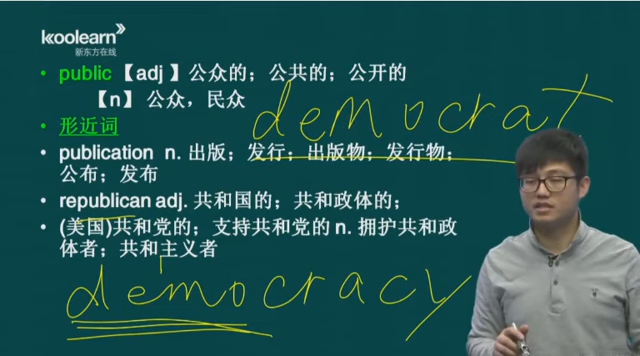 koolearn
新东方在线
• public 【adj 】公众的；公共的；公开的
【n】 公众，民众
democrat
• 形近词
• publication n. 出版；发行；出版物；发行物；
公布；发布
• republican adj. 共和国的；共和政体的；
• (美国)共和党的；支持共和党的 n. 拥护共和政
体者；共和主义者
democracy